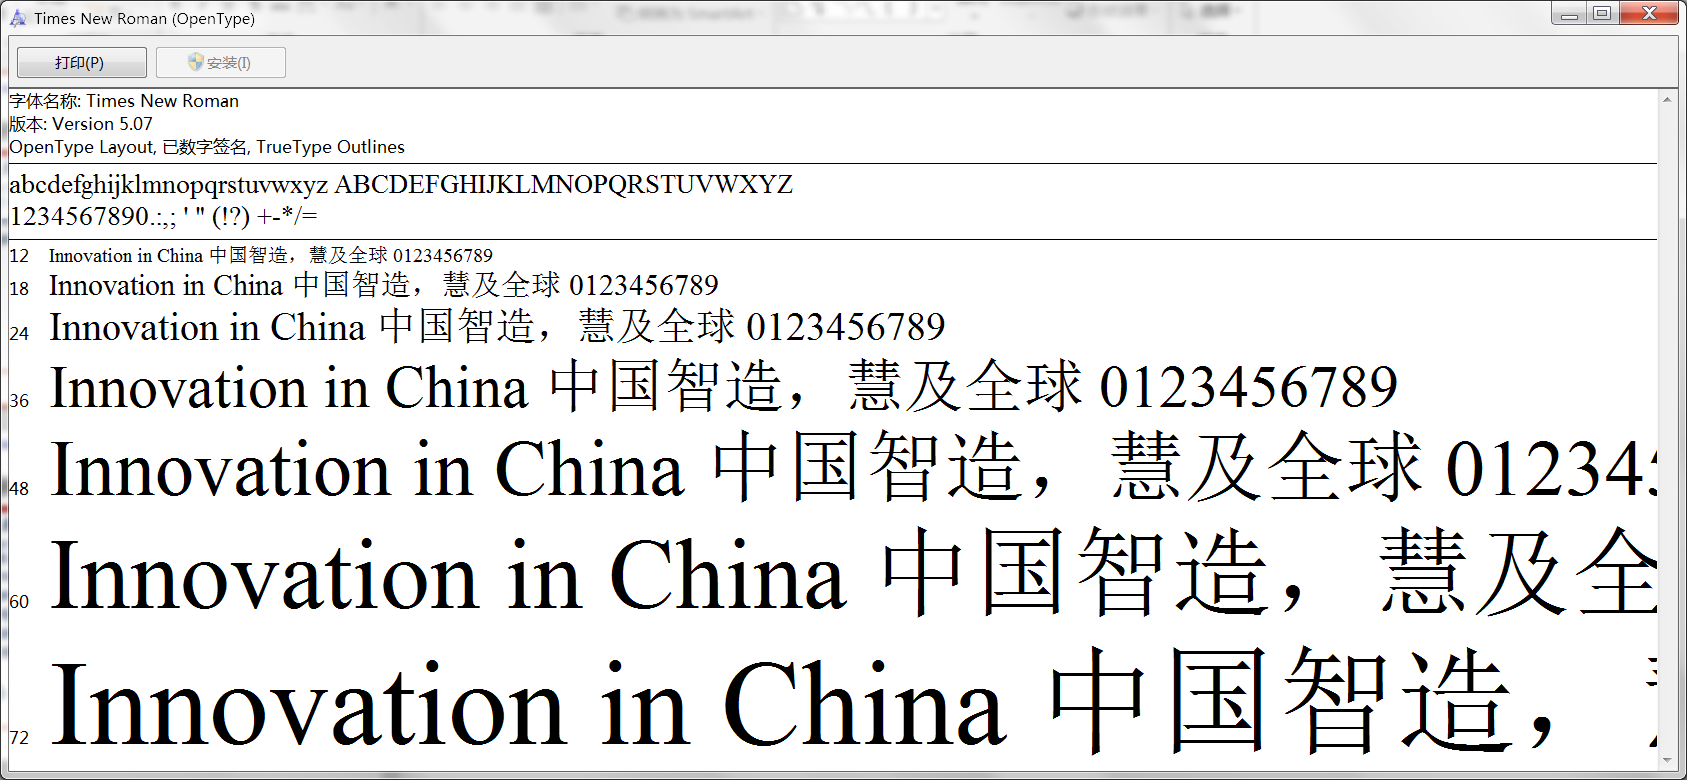 Times New Roman (OpenType)
打印(P) 安装(I)
字体名称: Times New Roman
版本: Version 5.07
OpenType Layout, 已数字签名, TrueType Outlines
abcdefghijklmnopqrstuvwxyz ABCDEFGHIJKLMNOPQRSTUVWXYZ
1234567890.:,; ' " (!?) +-*/=
12 Innovation in China 中国智造，慧及全球 0123456789
18 Innovation in China 中国智造，慧及全球 0123456789
24 Innovation in China 中国智造，慧及全球 0123456789
36 Innovation in China 中国智造，慧及全球 0123456789
48 Innovation in China 中国智造，慧及全球 01234
60 Innovation in China 中国智造，慧及全
72 Innovation in China 中国智造，